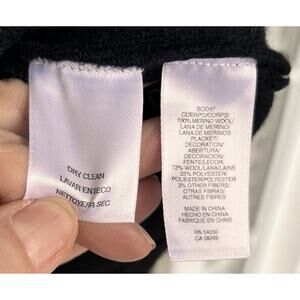 DRY CLEAN
LAVAR EN SECO
NETTOYER A SEC
BODY/
CUERPO/CORPS:
100% MERINO WOOL/
LANA DE MERINO/
LANA DE MERINOS
PLACKET/
DECORATION/
ABERTURA/
DECORACION/
FENTE/DECOR:
72% WOOL/LANA/LAINE
25% POLYESTER/
POLIESTER/POLYESTER
3% OTHER FIBERS/
OTRAS FIBRAS/
AUTRES FIBRES
MADE IN CHINA
HECHO EN CHINA
FABRIQUE EN CHINE
RN 54050
CA 08349